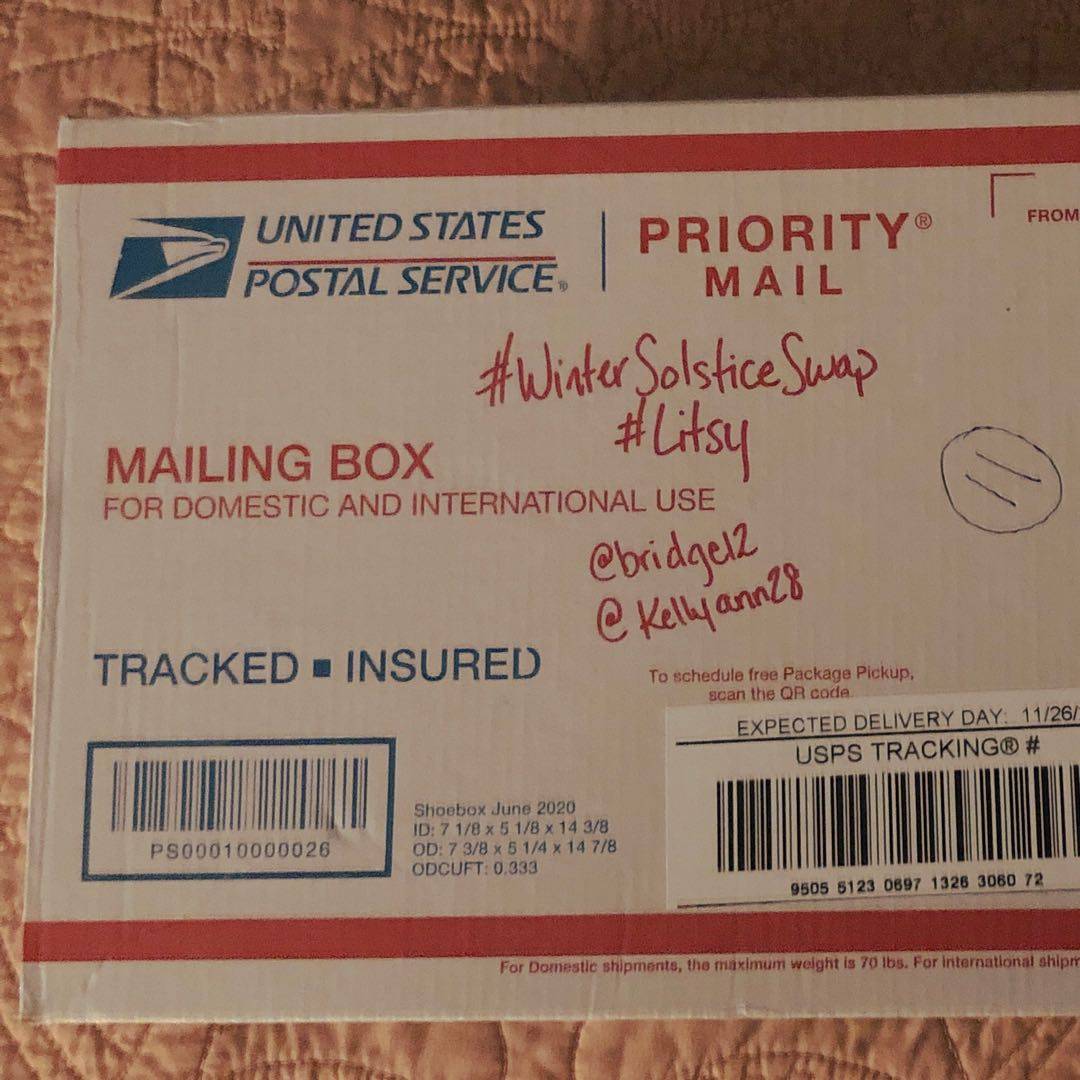 UNITED STATES
POSTAL SERVICE®
PRIORITY®
MAIL
FROM
#WinterSolsticeSwap
#Litsy
MAILING BOX
FOR DOMESTIC AND INTERNATIONAL USE
@bridge12
@Kellyann28
TRACKED ■ INSURED
To schedule free Package Pickup,
scan the QR code.
EXPECTED DELIVERY DAY: 11/26/
USPS TRACKING® #
PS00010000026
Shoebox June 2020
ID: 7 1/8 x 5 1/8 x 14 3/8
OD: 7 3/8 x 5 1/4 x 14 7/8
ODCUFT: 0.333
9505 5123 0697 1326 3060 72
For Domestic shipments, the maximum weight is 70 lbs. For international